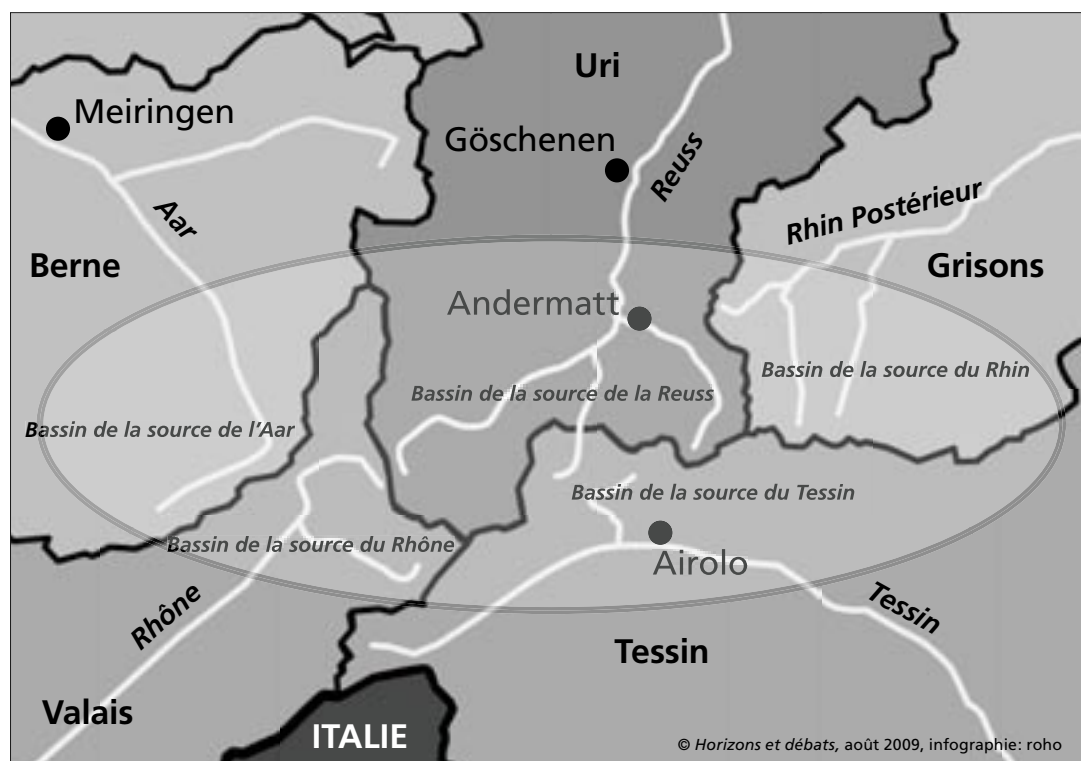 Uri
Meiringen
Göschenen
Reuss
Aar
Rhin Postérieur
Berne
Grisons
Andermatt
Bassin de la source du Rhin
Bassin de la source de la Reuss
Bassin de la source de l'Aar
Bassin de la source du Tessin
Bassin de la source du Rhône
Airolo
Rhône
Tessin
Tessin
Valais
ITALIE
© Horizons et débats, août 2009, infographie: roho